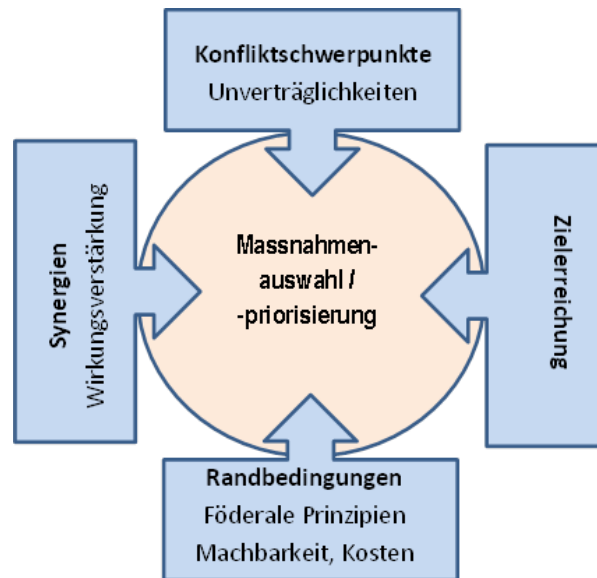 Konfliktschwerpunkte
Unverträglichkeiten
Synergien
Wirkungsverstärkung
Massnahmen-
auswahl /
-priorisierung
Zielerreichung
Randbedingungen
Föderale Prinzipien
Machbarkeit, Kosten